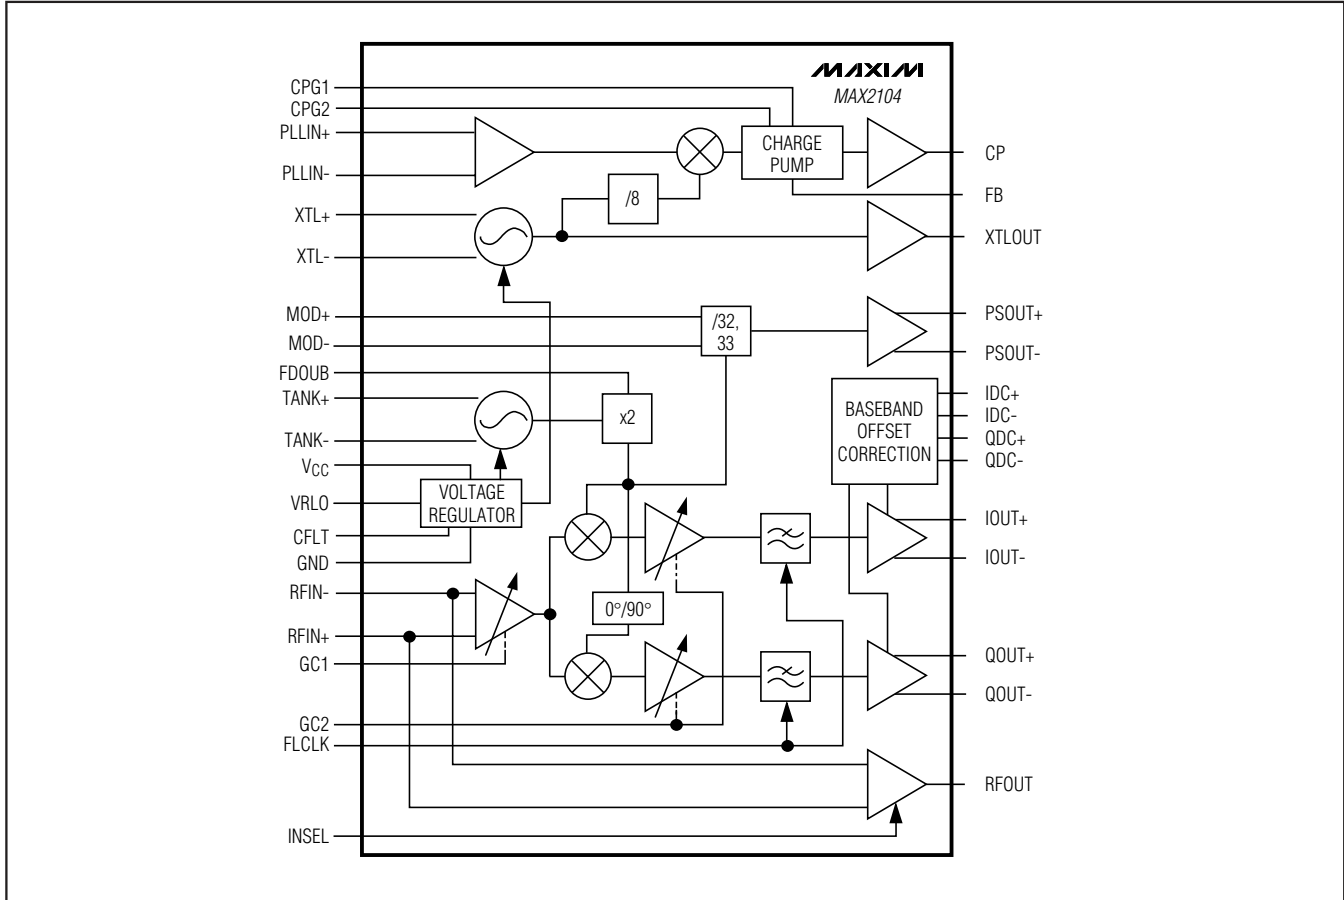 MAXIM
MAX2104
CPG1
CPG2
PLLIN+
PLLIN-
XTL+
XTL-
MOD+
MOD-
FDOUB
TANK+
TANK-
VCC
VRLO
CFLT
GND
RFIN-
RFIN+
GC1
GC2
FLCLK
INSEL
CHARGE
PUMP
/8
/32,
33
x2
VOLTAGE
REGULATOR
0°/90°
BASEBAND
OFFSET
CORRECTION
CP
FB
XTLOUT
PSOUT+
PSOUT-
IDC+
IDC-
QDC+
QDC-
IOUT+
IOUT-
QOUT+
QOUT-
RFOUT